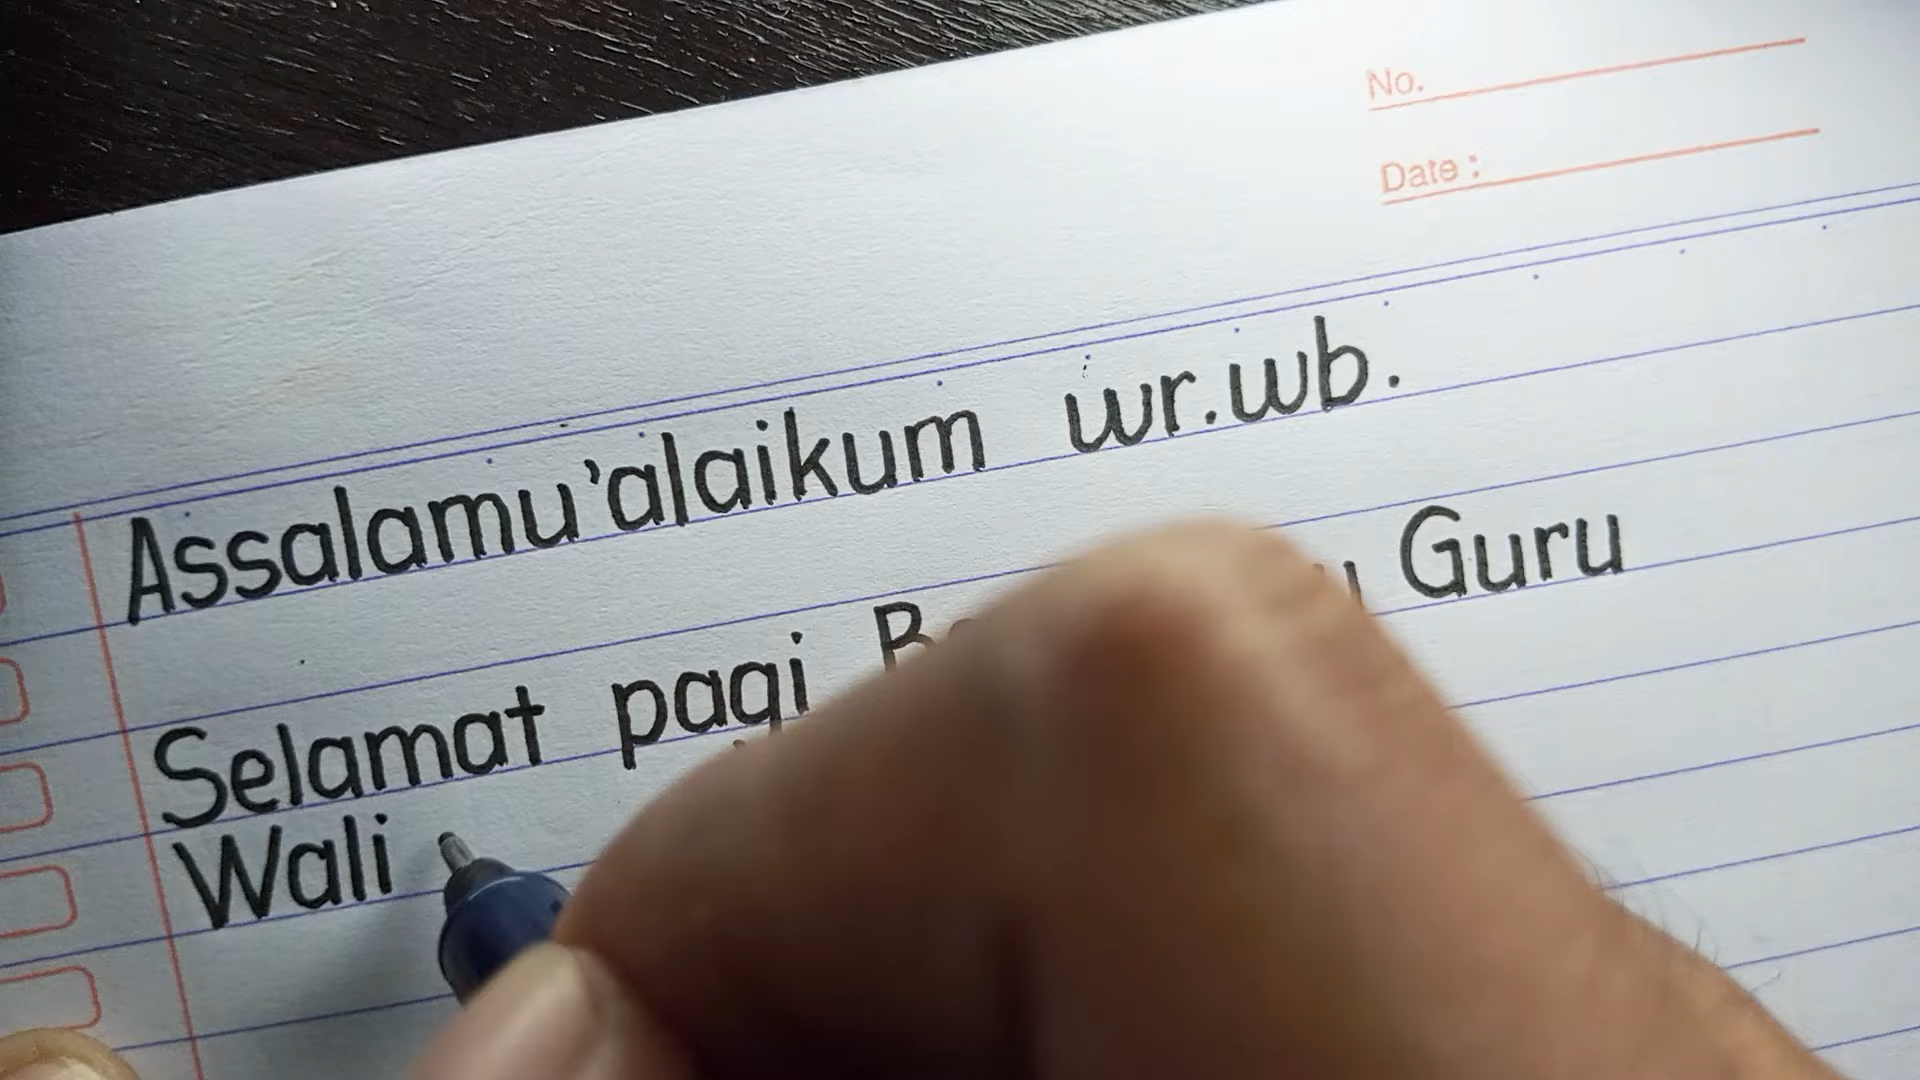 No.
Date :
Assalamu'alaikum wr.wb.
Selamat pagi Guru
Wali